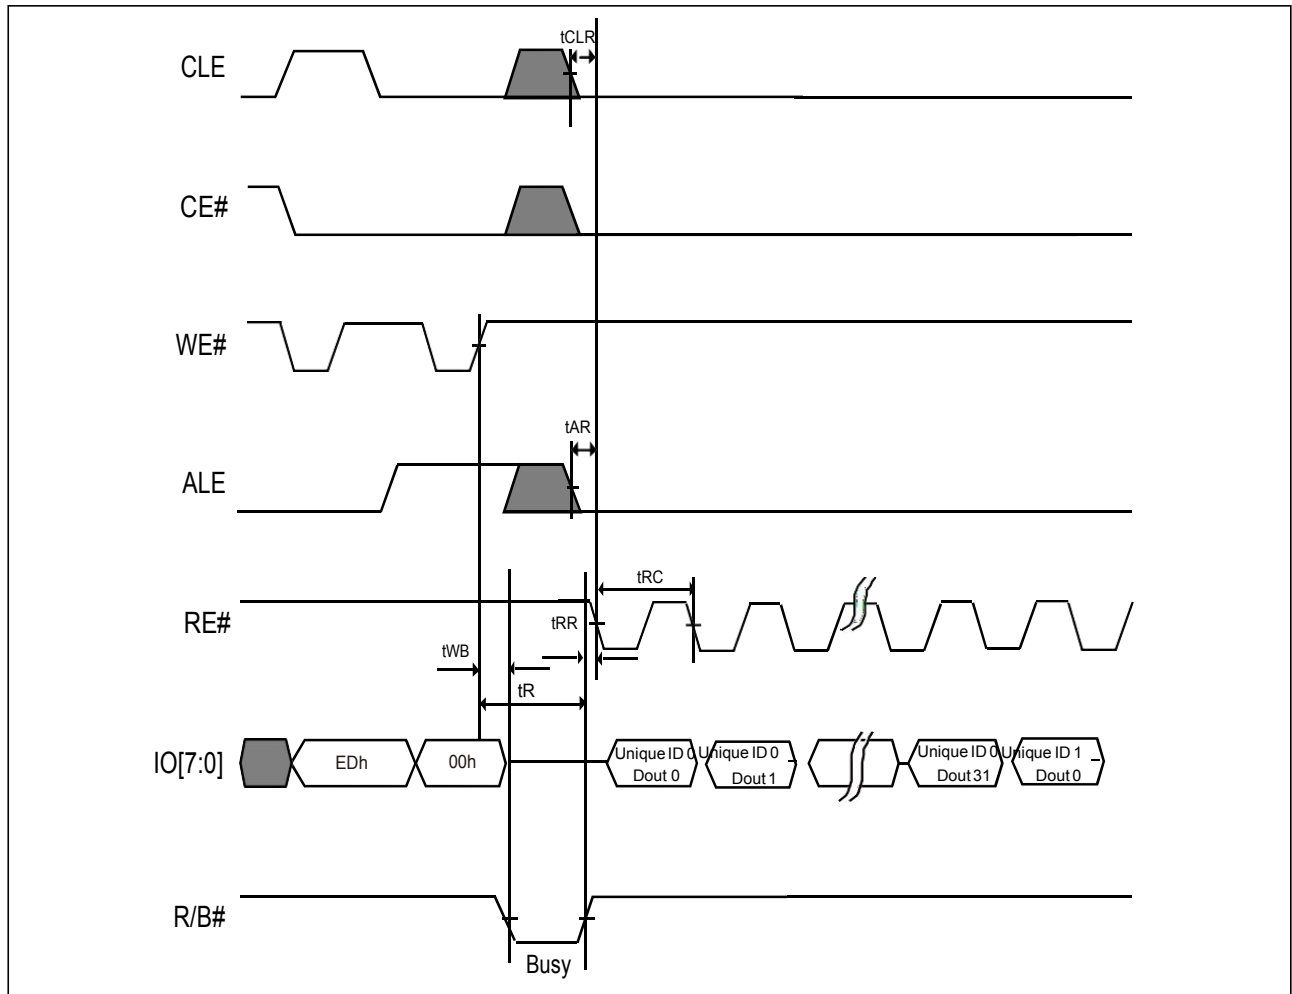 tCLR
CLE
CE#
WE#
tAR
ALE
tRC
RE#
tRR
tWB
tR
IO[7:0]
EDh
00h
Unique ID 0
Dout 0
Unique ID 0
Dout 1
Unique ID 0
Dout 31
Unique ID 1
Dout 0
R/B#
Busy